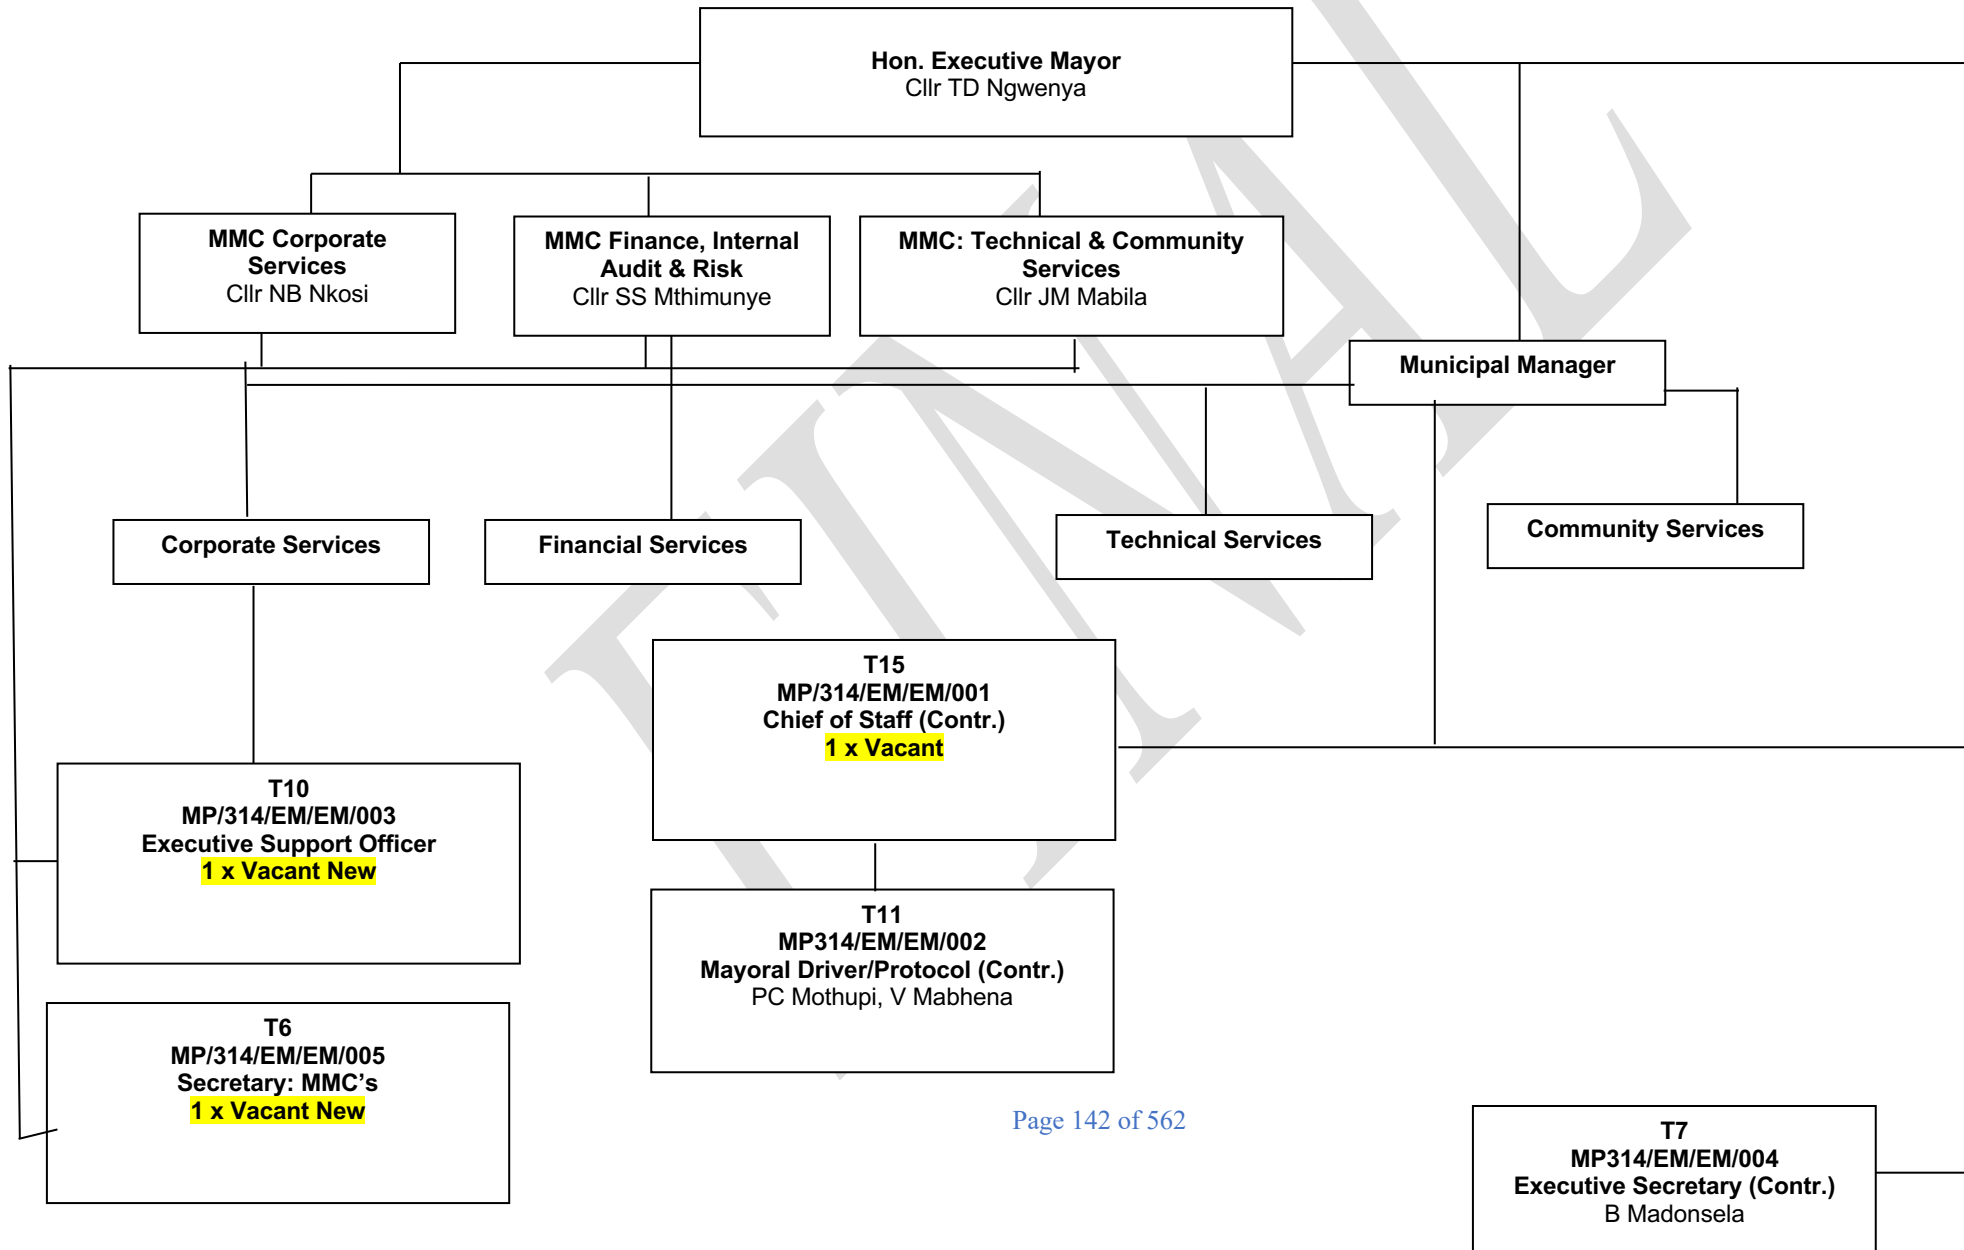 Hon. Executive Mayor
Cllr TD Ngwenya
MMC Corporate
Services
Cllr NB Nkosi
MMC Finance, Internal
Audit & Risk
Cllr SS Mthimunye
MMC: Technical & Community
Services
Cllr JM Mabila
Municipal Manager
Corporate Services
Financial Services
Technical Services
Community Services
T15
MP/314/EM/EM/001
Chief of Staff (Contr.)
1 x Vacant
T10
MP/314/EM/EM/003
Executive Support Officer
1 x Vacant New
T11
MP314/EM/EM/002
Mayoral Driver/Protocol (Contr.)
PC Mothupi, V Mabhena
T6
MP/314/EM/EM/005
Secretary: MMC’s
1 x Vacant New
Page 142 of 562
T7
MP314/EM/EM/004
Executive Secretary (Contr.)
B Madonsela
FINAL